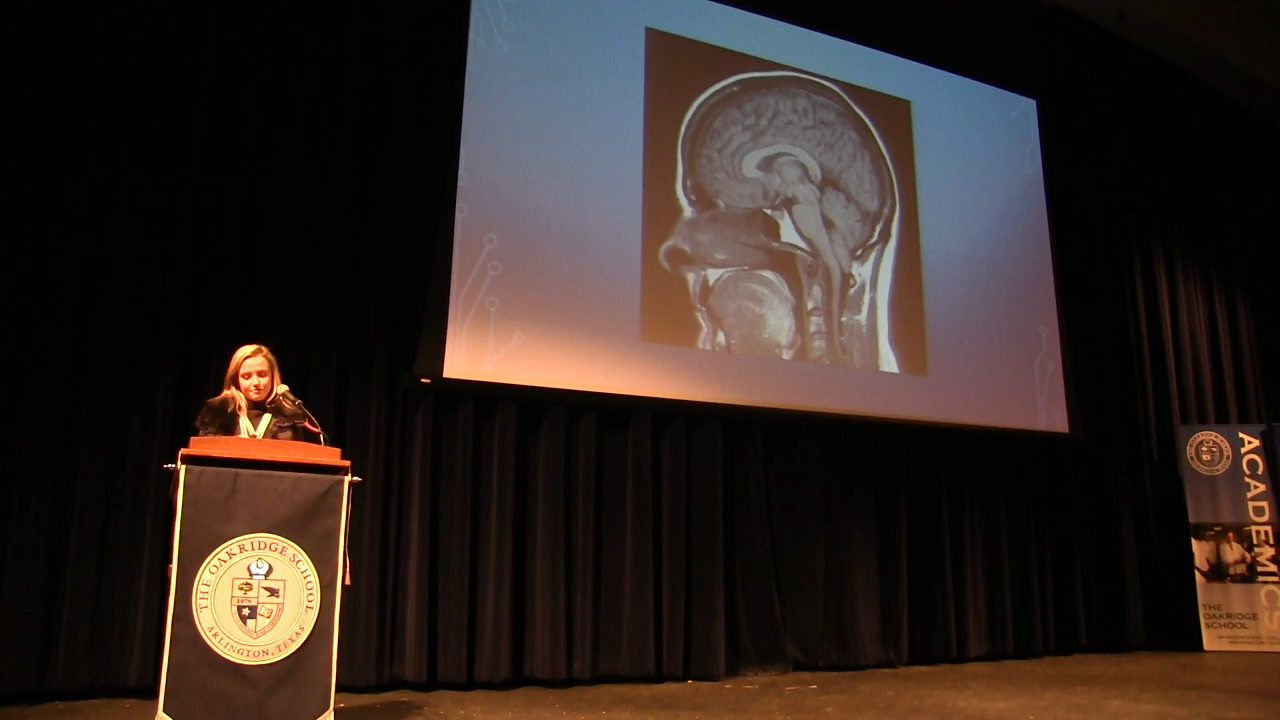 THE OAKRIDGE SCHOOL
1979
ARLINGTON, TEXAS
ACADEMICS
THE
OAKRIDGE
SCHOOL